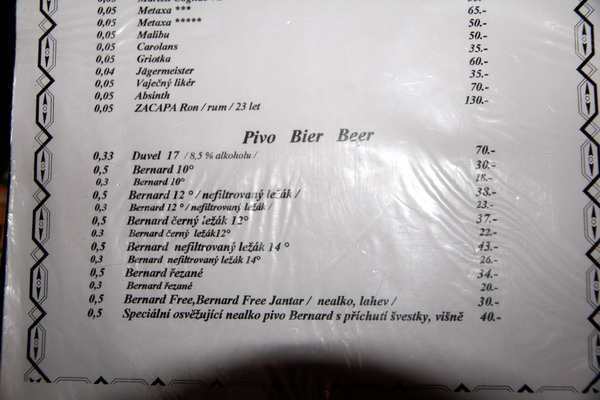 0,05 Metaxa *** 65.-
0,05 Metaxa ***** 50.-
0,05 Malibu 50.-
0,05 Carolans 35.-
0,05 Griotka 60.-
0,04 Jägermeister 35.-
0,05 Vaječný likér 70.-
0,05 Absinth 130.-
0,05 ZACAPA Ron / rum / 23 let
Pivo Bier Beer
0,33 Duvel 17 / 8,5 % alkoholu / 70.-
0,5 Bernard 10° 30.-
0,3 Bernard 10° 18.-
0,5 Bernard 12 ° / nefiltrovaný ležák / 38.-
0,3 Bernard 12 ° / nefiltrovaný ležák / 23.-
0,5 Bernard černý ležák 12° 37.-
0.3 Bernard černý ležák12° 22.-
0,5 Bernard nefiltrovaný ležák 14 ° 43.-
0,3 Bernard nefiltrovaný ležák 14° 26.-
0,5 Bernard řezané 34.-
0,3 Bernard řezané 20.-
0,5 Bernard Free,Bernard Free Jantar / nealko, lahev / 30.-
0,5 Speciální osvěžující nealko pivo Bernard s příchutí švestky, višně 40.-